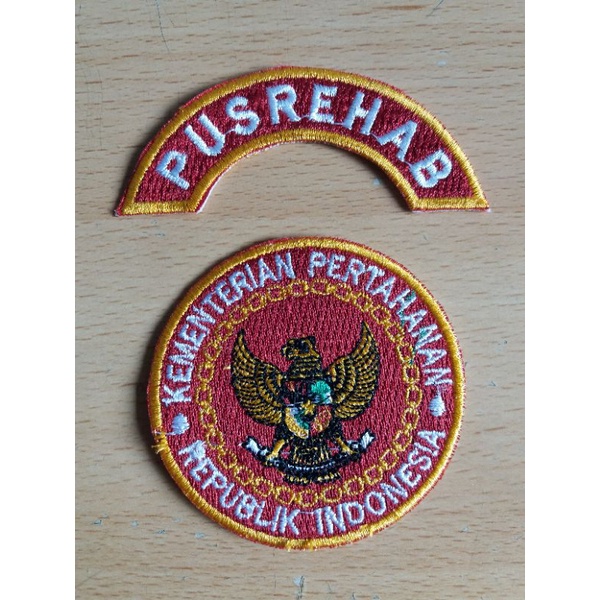 PUSREHAB
KEMENTERIAN PERTAHANAN
REPUBLIK INDONESIA